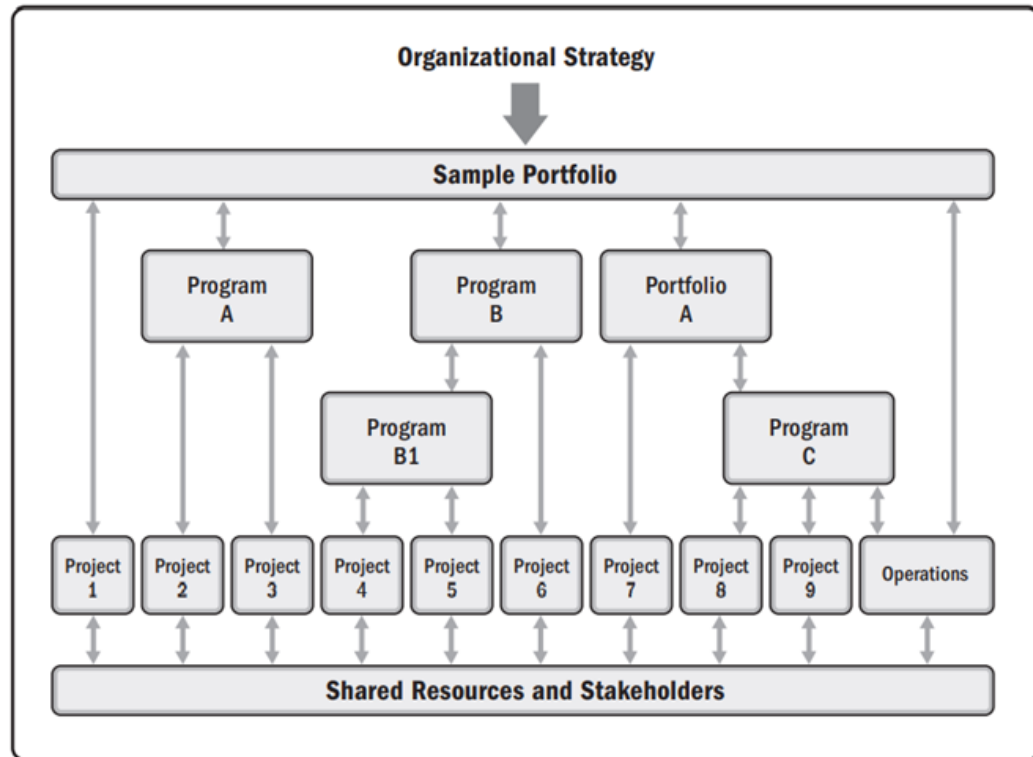 Organizational Strategy
Sample Portfolio
Program
A
Program
B
Portfolio
A
Program
B1
Program
C
Project
1
Project
2
Project
3
Project
4
Project
5
Project
6
Project
7
Project
8
Project
9
Operations
Shared Resources and Stakeholders